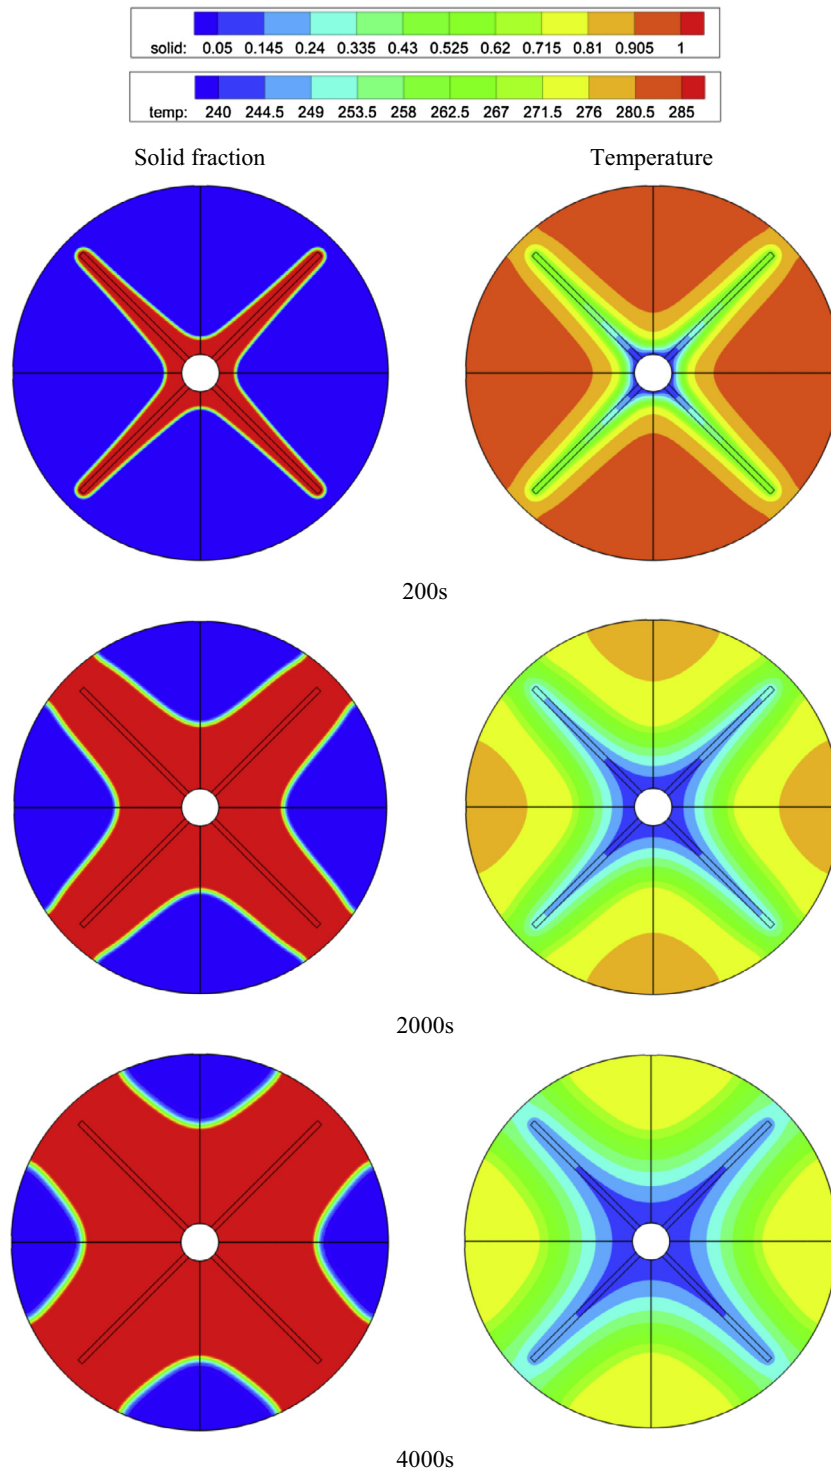 solid: 0.05 0.145 0.24 0.335 0.43 0.525 0.62 0.715 0.81 0.905 1
temp: 240 244.5 249 253.5 258 262.5 267 271.5 276 280.5 285
Solid fraction Temperature
200s
2000s
4000s